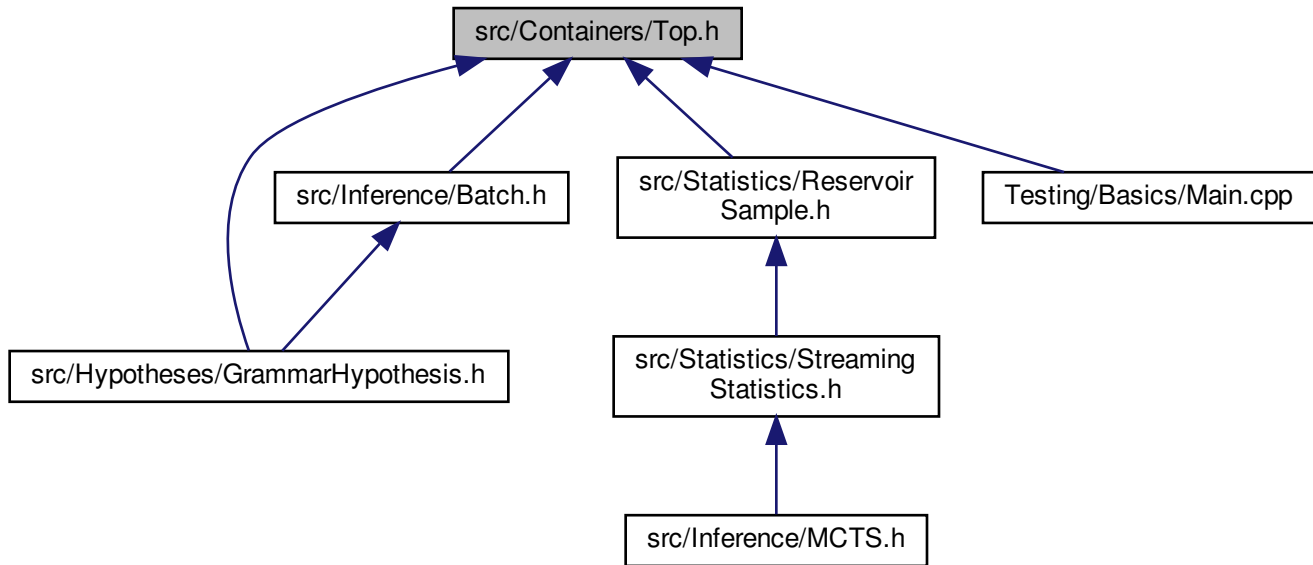 src/Containers/Top.h
src/Inference/Batch.h
src/Statistics/Reservoir
Sample.h
Testing/Basics/Main.cpp
src/Hypotheses/GrammarHypothesis.h
src/Statistics/Streaming
Statistics.h
src/Inference/MCTS.h